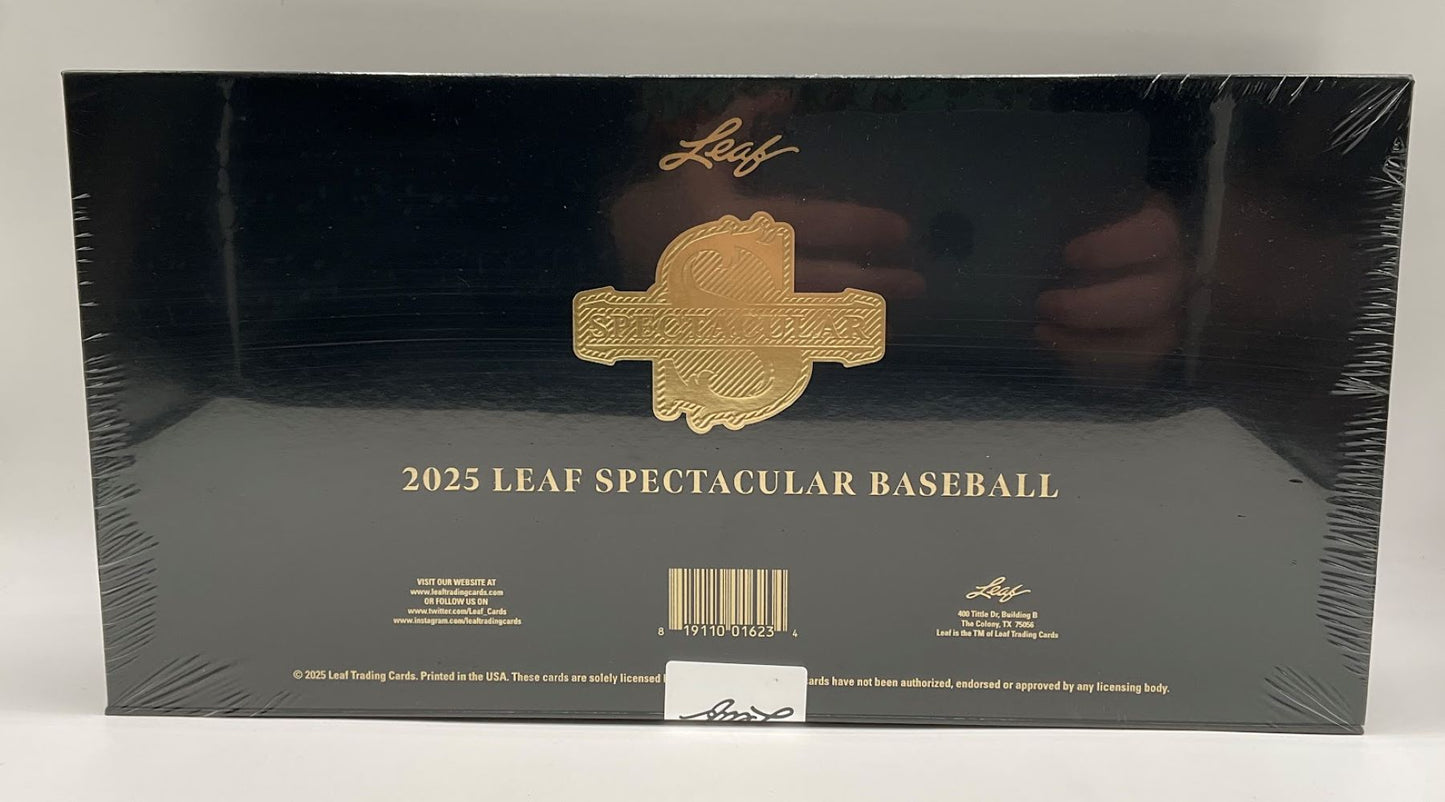 Leaf
SPECTACULAR
2025 LEAF SPECTACULAR BASEBALL
VISIT OUR WEBSITE AT
www.leaftradingcards.com
OR FOLLOW US ON
www.twitter.com/Leaf_Cards
www.instagram.com/leaftradingcards
8 19110 01623 4
Leaf
400 Tittle Dr, Building B
The Colony, TX 75056
Leaf is the TM of Leaf Trading Cards
© 2025 Leaf Trading Cards. Printed in the USA. These cards are solely licensed ards have not been authorized, endorsed or approved by any licensing body.
Leaf